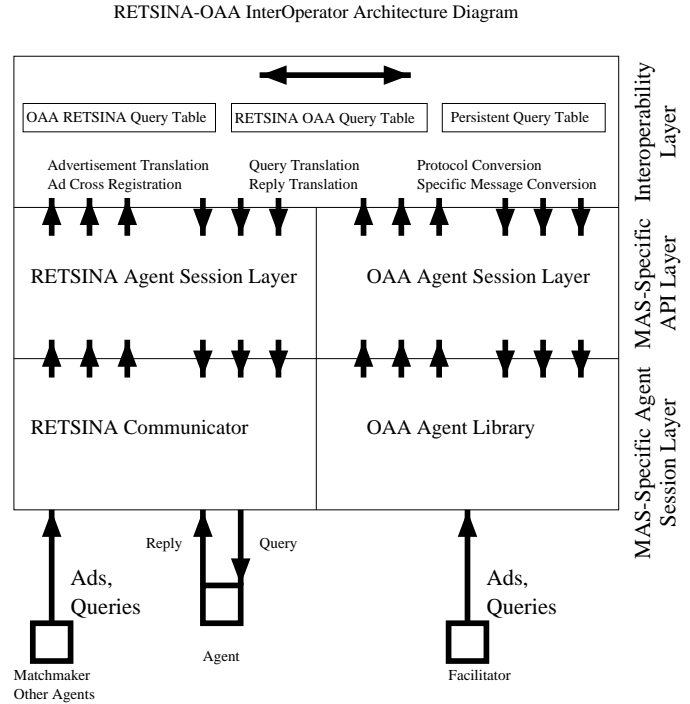 RETSINA-OAA InterOperator Architecture Diagram
OAA RETSINA Query Table
RETSINA OAA Query Table
Persistent Query Table
Advertisement Translation
Ad Cross Registration
Query Translation
Reply Translation
Protocol Conversion
Specific Message Conversion
Interoperability
Layer
RETSINA Agent Session Layer
OAA Agent Session Layer
MAS-Specific
API Layer
RETSINA Communicator
OAA Agent Library
MAS-Specific Agent
Session Layer
Reply
Query
Ads,
Queries
Ads,
Queries
Agent
Matchmaker
Other Agents
Facilitator